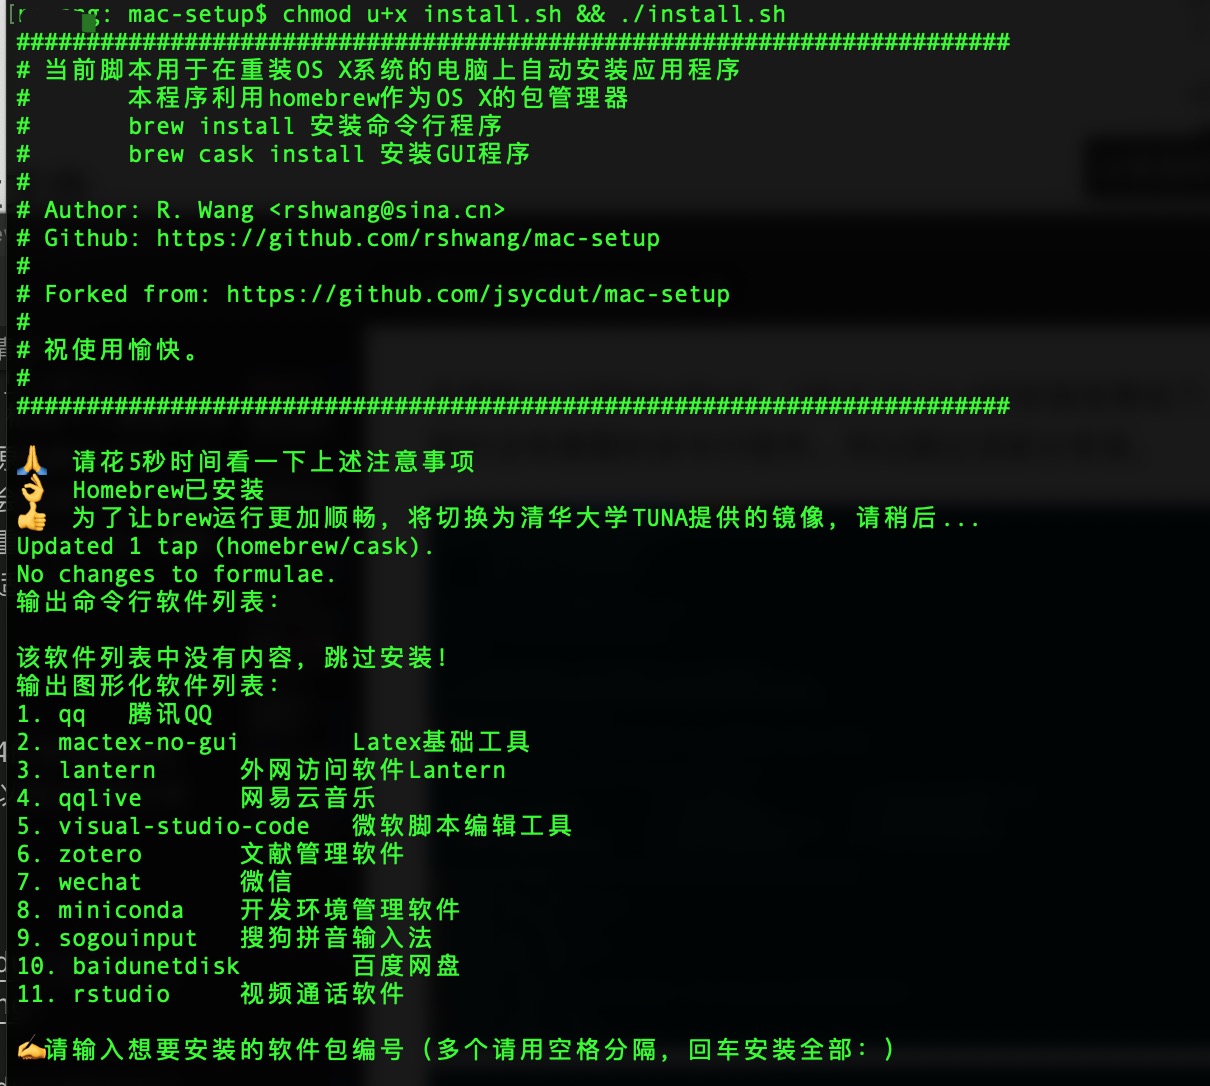 mac-setup$ chmod u+x install.sh && ./install.sh
#######################################################################
# 当前脚本用于在重装OS X系统的电脑上自动安装应用程序
# 本程序利用homebrew作为OS X的包管理器
# brew install 安装命令行程序
# brew cask install 安装GUI程序
#
# Author: R. Wang <rshwang@sina.cn>
# Github: https://github.com/rshwang/mac-setup
#
# Forked from: https://github.com/jsycdut/mac-setup
#
# 祝使用愉快。
#
#######################################################################
🙏 请花5秒时间看一下上述注意事项
👌 Homebrew已安装
👍 为了让brew运行更加顺畅，将切换为清华大学TUNA提供的镜像，请稍后...
Updated 1 tap (homebrew/cask).
No changes to formulae.
输出命令行软件列表：
该软件列表中没有内容，跳过安装！
输出图形化软件列表：
1. qq 腾讯QQ
2. mactex-no-gui Latex基础工具
3. lantern 外网访问软件Lantern
4. qqlive 网易云音乐
5. visual-studio-code 微软脚本编辑工具
6. zotero 文献管理软件
7. wechat 微信
8. miniconda 开发环境管理软件
9. sogouinput 搜狗拼音输入法
10. baidunetdisk 百度网盘
11. rstudio 视频通话软件
✍️请输入想要安装的软件包编号（多个请用空格分隔，回车安装全部：）